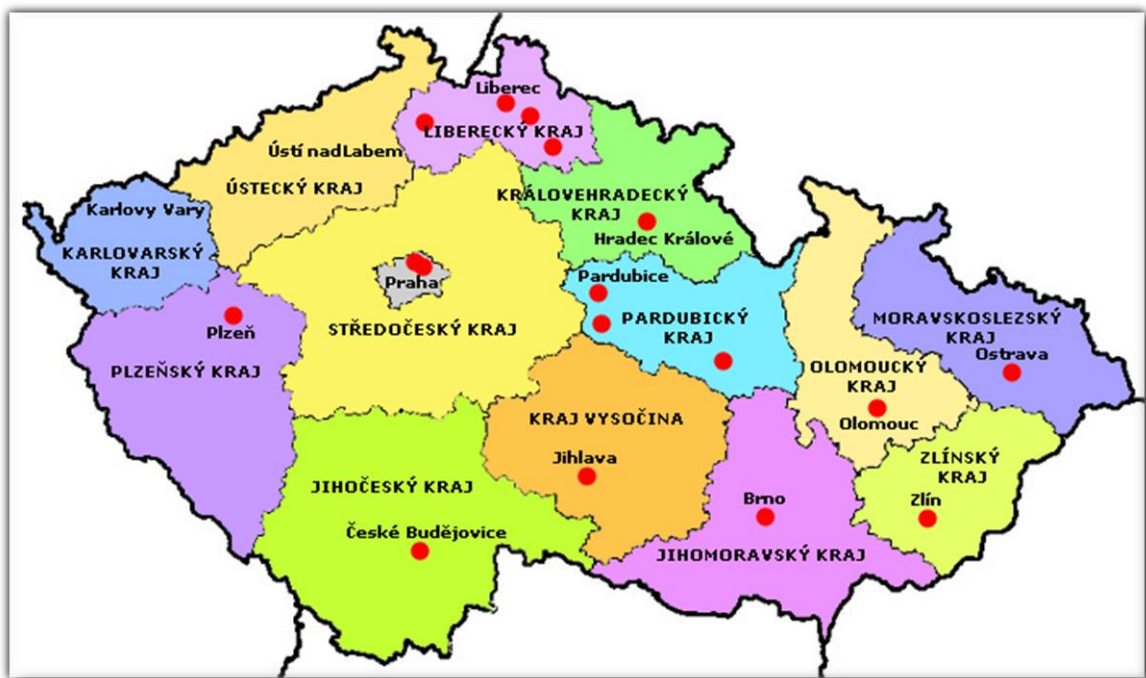 Liberec
LIBERECKÝ KRAJ
Ústí nadLabem
ÚSTECKÝ KRAJ
KRÁLOVEHRADECKÝ
KRAJ
Hradec Králové
Karlovy Vary
KARLOVARSKÝ
KRAJ
Praha
Pardubice
PARDUBICKÝ
KRAJ
STŘEDOČESKÝ KRAJ
Plzeň
PLZEŇSKÝ KRAJ
MORAVSKOSLEZSKÝ
KRAJ
Ostrava
OLOMOUCKÝ
KRAJ
Olomouc
KRAJ VYSOČINA
Jihlava
ZLÍNSKÝ
KRAJ
Zlín
JIHOČESKÝ KRAJ
České Budějovice
Brno
JIHOMORAVSKÝ KRAJ